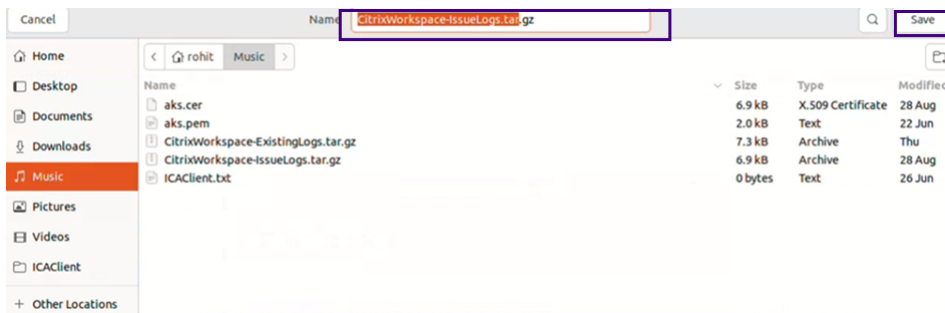 Cancel Name CitrixWorkspace-IssueLogs.tar.gz Save
Home rohit Music
Desktop Name Size Type Modified
aks.cer 6.9 kB X.509 Certificate 28 Aug
Documents aks.pem 2.0 kB Text 22 Jun
Downloads CitrixWorkspace-ExistingLogs.tar.gz 7.3 kB Archive Thu
CitrixWorkspace-IssueLogs.tar.gz 6.9 kB Archive 28 Aug
Music ICAClient.txt 0 bytes Text 26 Jun
Pictures
Videos
ICAClient
+ Other Locations